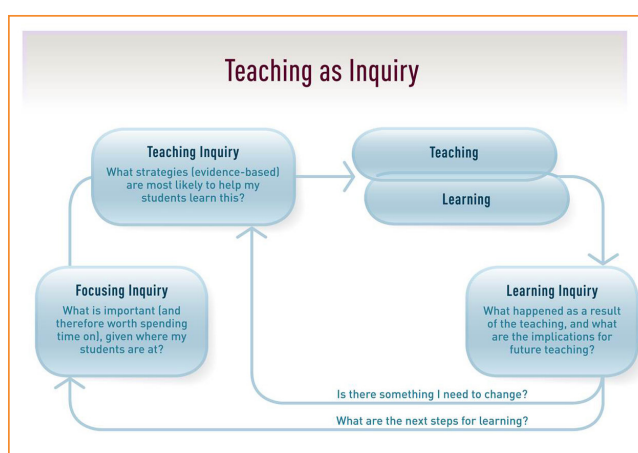 Teaching as Inquiry
Teaching Inquiry
What strategies (evidence-based)
are most likely to help my
students learn this?
Teaching
Learning
Focusing Inquiry
What is important (and
therefore worth spending
time on), given where my
students are at?
Learning Inquiry
What happened as a result
of the teaching, and what
are the implications for
future teaching?
Is there something I need to change?
What are the next steps for learning?